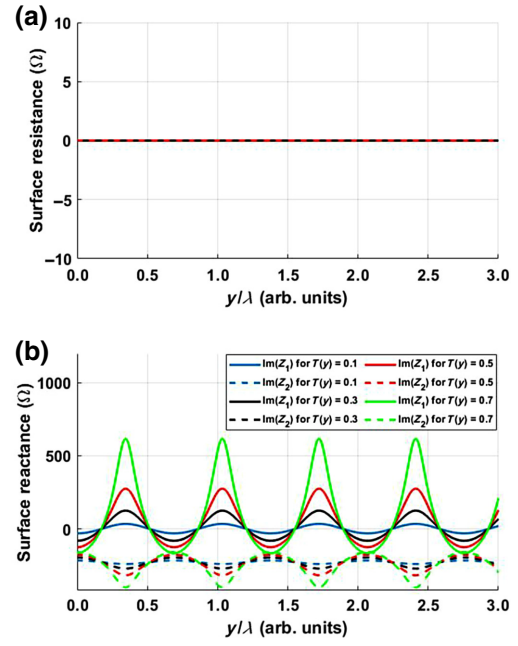 (a)
10
5
0
−5
−10
Surface resistance (Ω)
0.0 0.5 1.0 1.5 2.0 2.5 3.0
y/λ (arb. units)
(b)
Im(Z1) for T(y) = 0.1 Im(Z1) for T(y) = 0.5
Im(Z2) for T(y) = 0.1 Im(Z2) for T(y) = 0.5
Im(Z1) for T(y) = 0.3 Im(Z1) for T(y) = 0.7
Im(Z2) for T(y) = 0.3 Im(Z2) for T(y) = 0.7
1000
500
0
Surface reactance (Ω)
0.0 0.5 1.0 1.5 2.0 2.5 3.0
y/λ (arb. units)